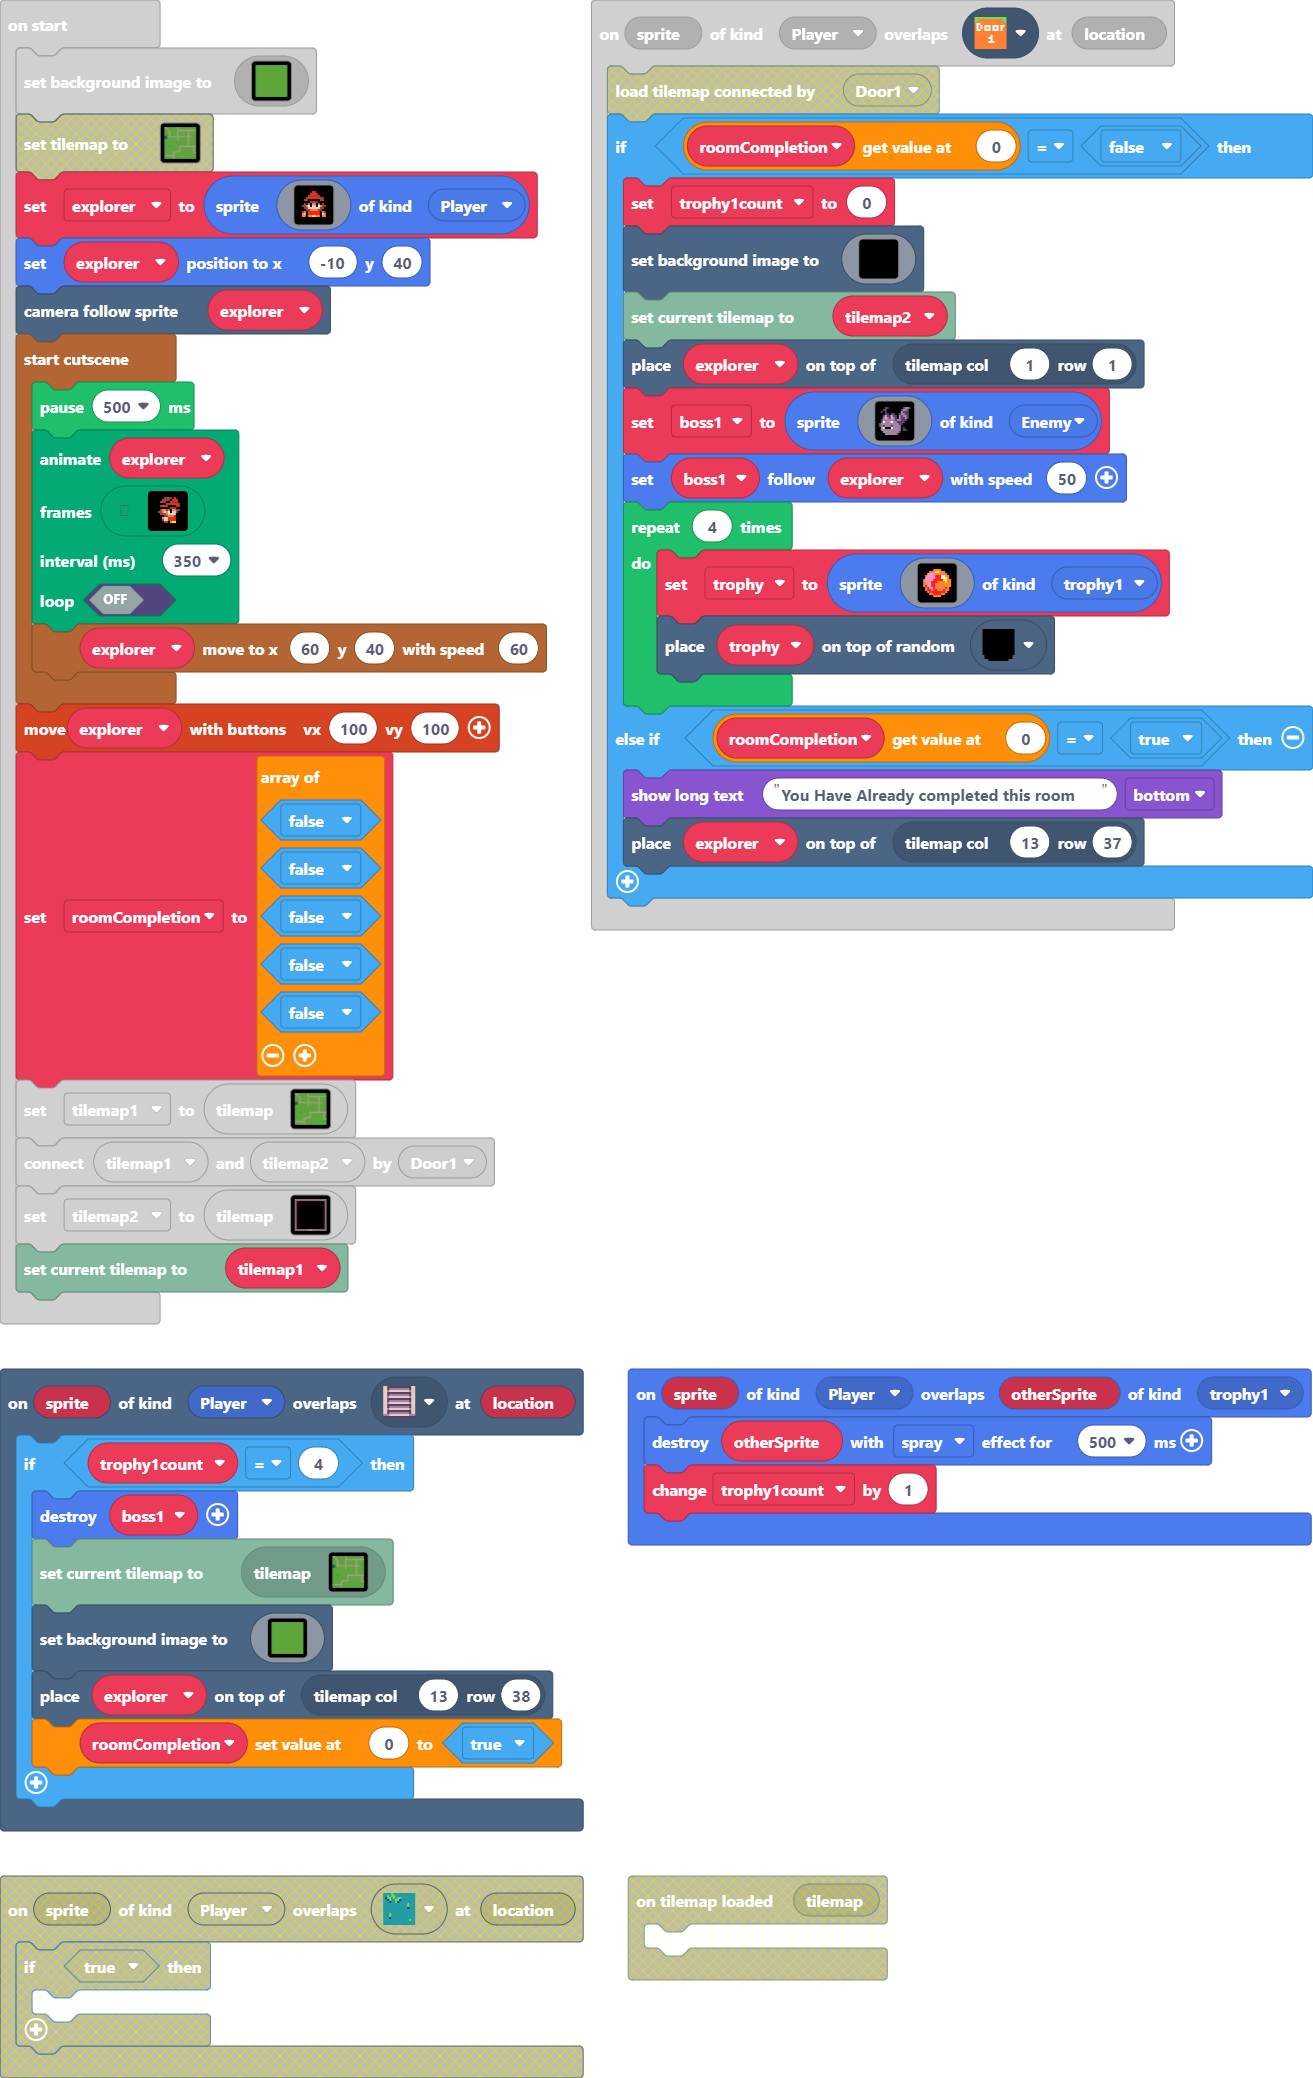 on start
set background image to
set tilemap to
set explorer to sprite of kind Player
set explorer position to x -10 y 40
camera follow sprite explorer
start cutscene
pause 500 ms
animate explorer
frames
interval (ms) 350
loop OFF
explorer move to x 60 y 40 with speed 60
move explorer with buttons vx 100 vy 100
array of
false
false
set roomCompletion to false
false
false
set tilemap1 to tilemap
connect tilemap1 and tilemap2 by Door1
set tilemap2 to tilemap
set current tilemap to tilemap1
on sprite of kind Player overlaps Door 1 at location
load tilemap connected by Door1
if roomCompletion get value at 0 = false then
set trophy1count to 0
set background image to
set current tilemap to tilemap2
place explorer on top of tilemap col 1 row 1
set boss1 to sprite of kind Enemy
set boss1 follow explorer with speed 50
repeat 4 times
do
set trophy to sprite of kind trophy1
place trophy on top of random
else if roomCompletion get value at 0 = true then
show long text "You Have Already completed this room " bottom
place explorer on top of tilemap col 13 row 37
on sprite of kind Player overlaps at location
if trophy1count = 4 then
destroy boss1
set current tilemap to tilemap
set background image to
place explorer on top of tilemap col 13 row 38
roomCompletion set value at 0 to true
on sprite of kind Player overlaps otherSprite of kind trophy1
destroy otherSprite with spray effect for 500 ms
change trophy1count by 1
on sprite of kind Player overlaps at location
if true then
on tilemap loaded tilemap